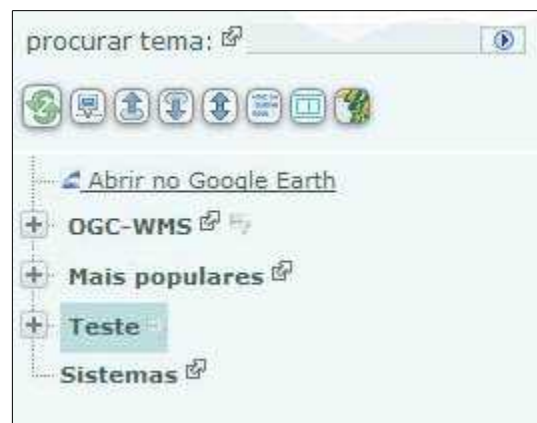 procurar tema:
Abrir no Google Earth
OGC-WMS
Mais populares
Teste
Sistemas